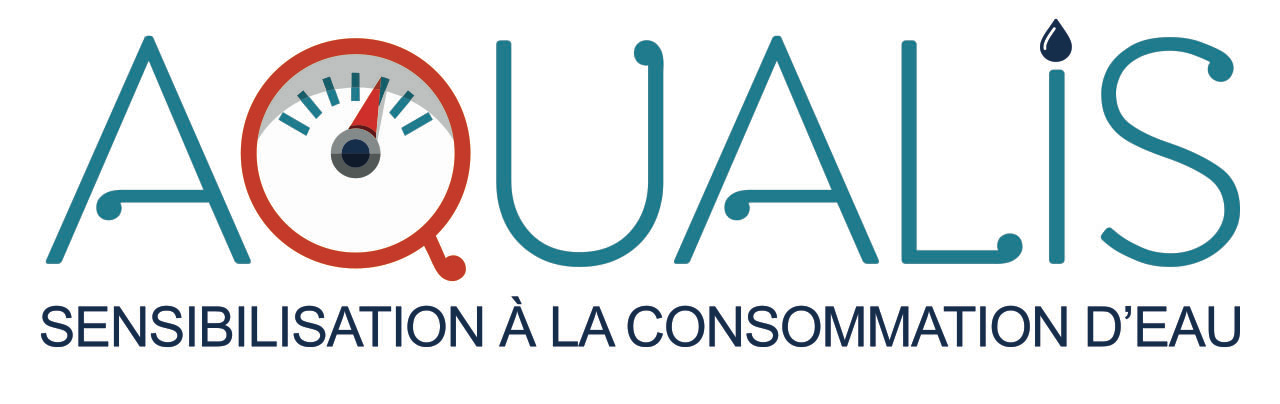 AQUALiS
SENSIBILISATION À LA CONSOMMATION D'EAU